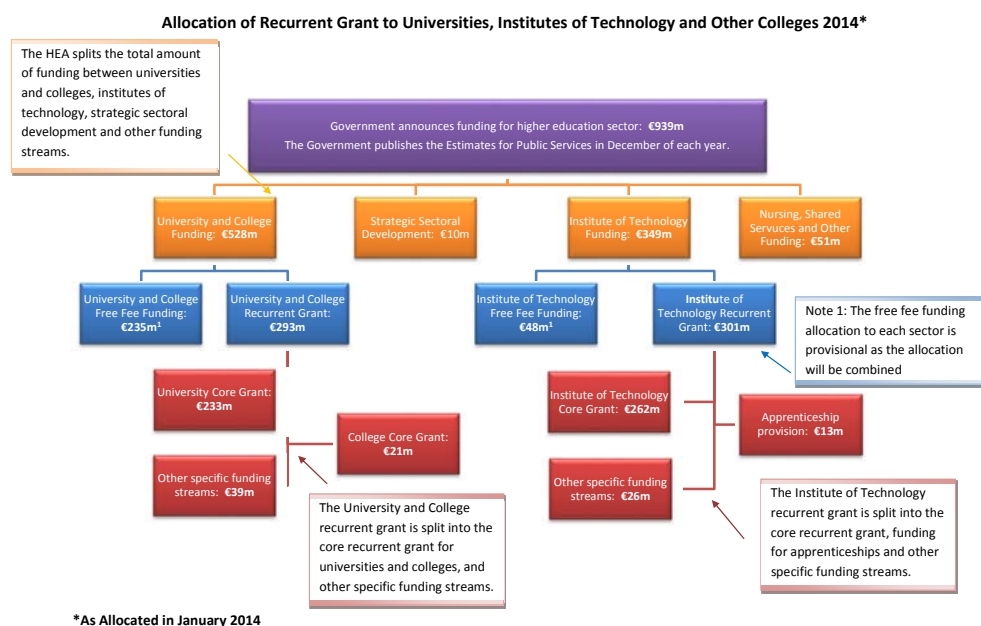 Allocation of Recurrent Grant to Universities, Institutes of Technology and Other Colleges 2014*
The HEA splits the total amount
of funding between universities
and colleges, institutes of
technology, strategic sectoral
development and other funding
streams.
Government announces funding for higher education sector: €939m
The Government publishes the Estimates for Public Services in December of each year.
University and College
Funding: €528m
Strategic Sectoral
Development: €10m
Institute of Technology
Funding: €349m
Nursing, Shared
Servuces and Other
Funding: €51m
University and College
Free Fee Funding:
€235m¹
University and College
Recurrent Grant:
€293m
Institute of Technology
Free Fee Funding:
€48m¹
Institute of
Technology Recurrent
Grant: €301m
Note 1: The free fee funding
allocation to each sector is
provisional as the allocation
will be combined
University Core Grant:
€233m
College Core Grant:
€21m
Other specific funding
streams: €39m
Institute of Technology
Core Grant: €262m
Apprenticeship
provision: €13m
Other specific funding
streams: €26m
The University and College
recurrent grant is split into the
core recurrent grant for
universities and colleges, and
other specific funding streams.
The Institute of Technology
recurrent grant is split into the
core recurrent grant, funding
for apprenticeships and other
specific funding streams.
*As Allocated in January 2014